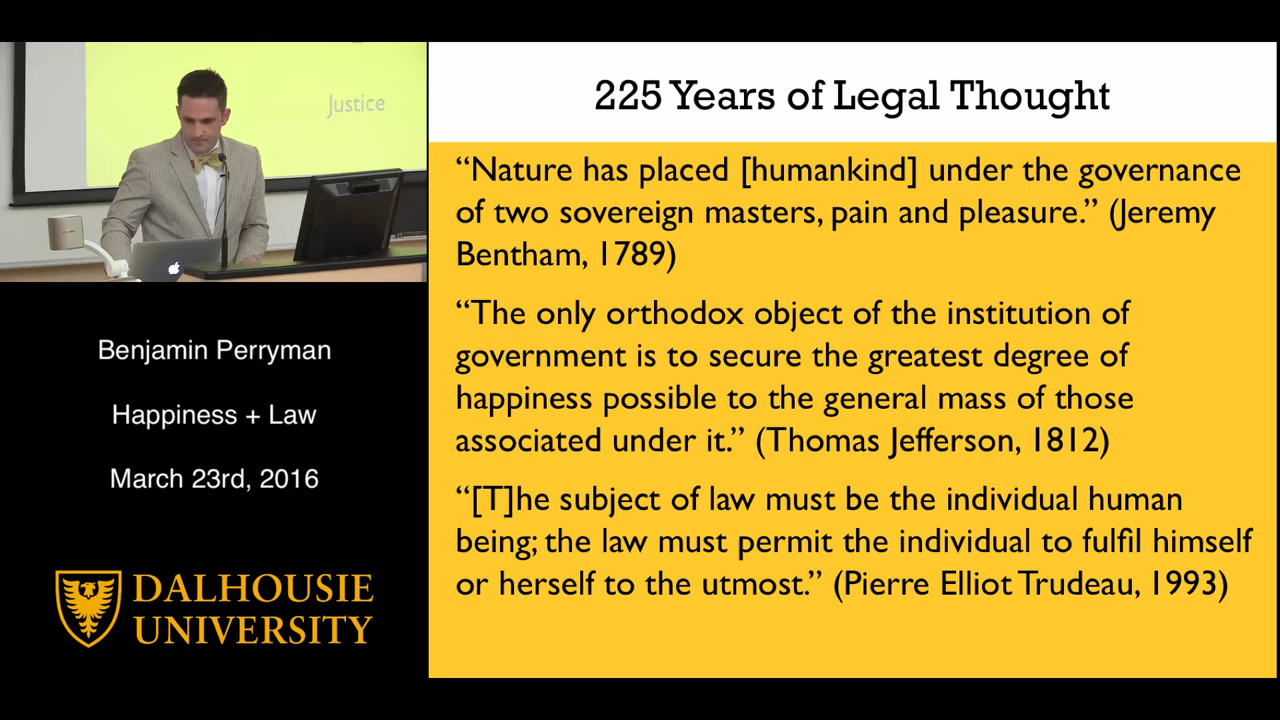 Justice
Benjamin Perryman
Happiness + Law
March 23rd, 2016
DALHOUSIE
UNIVERSITY
225 Years of Legal Thought
“Nature has placed [humankind] under the governance
of two sovereign masters, pain and pleasure.” (Jeremy
Bentham, 1789)
“The only orthodox object of the institution of
government is to secure the greatest degree of
happiness possible to the general mass of those
associated under it.” (Thomas Jefferson, 1812)
“[T]he subject of law must be the individual human
being; the law must permit the individual to fulfil himself
or herself to the utmost.” (Pierre Elliot Trudeau, 1993)